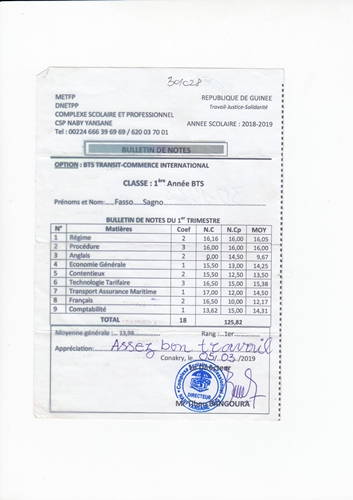 301028
METFP
DNETPP
COMPLEXE SCOLAIRE ET PROFESSIONNEL
CSP NABY YANSANE
Tel : 00224 666 39 69 69 / 620 03 70 01
REPUBLIQUE DE GUINEE
Travail-Justice-Solidarité
ANNEE SCOLAIRE : 2018-2019
BULLETIN DE NOTES
OPTION : BTS TRANSIT-COMMERCE INTERNATIONAL
CLASSE : 1ère Année BTS
Prénoms et Nom:.....Fasso.....Sagno
BULLETIN DE NOTES DU 1er TRIMESTRE
N° Matières Coef N.C N.Cp MOY
1 Régime 2 16,16 16,00 16,05
2 Procédure 3 16,00 16,00 16,00
3 Anglais 2 0,00 14,50 9,67
4 Economie Générale 1 15,50 13,00 14,25
5 Contentieux 2 15,50 12,50 13,50
6 Technologie Tarifaire 3 16,50 15,00 15,38
7 Transport Assurance Maritime 1 17,00 12,00 14,50
8 Français 2 16,50 10,00 12,17
9 Comptabilité 1 13,62 15,00 14,31
TOTAL 18 125,82
Moyenne générale :.. 13,98
Rang :..1er
Appréciation: Assez bon travail
Conakry, le 05/03/2019
DIRECTEUR
BANGOURA